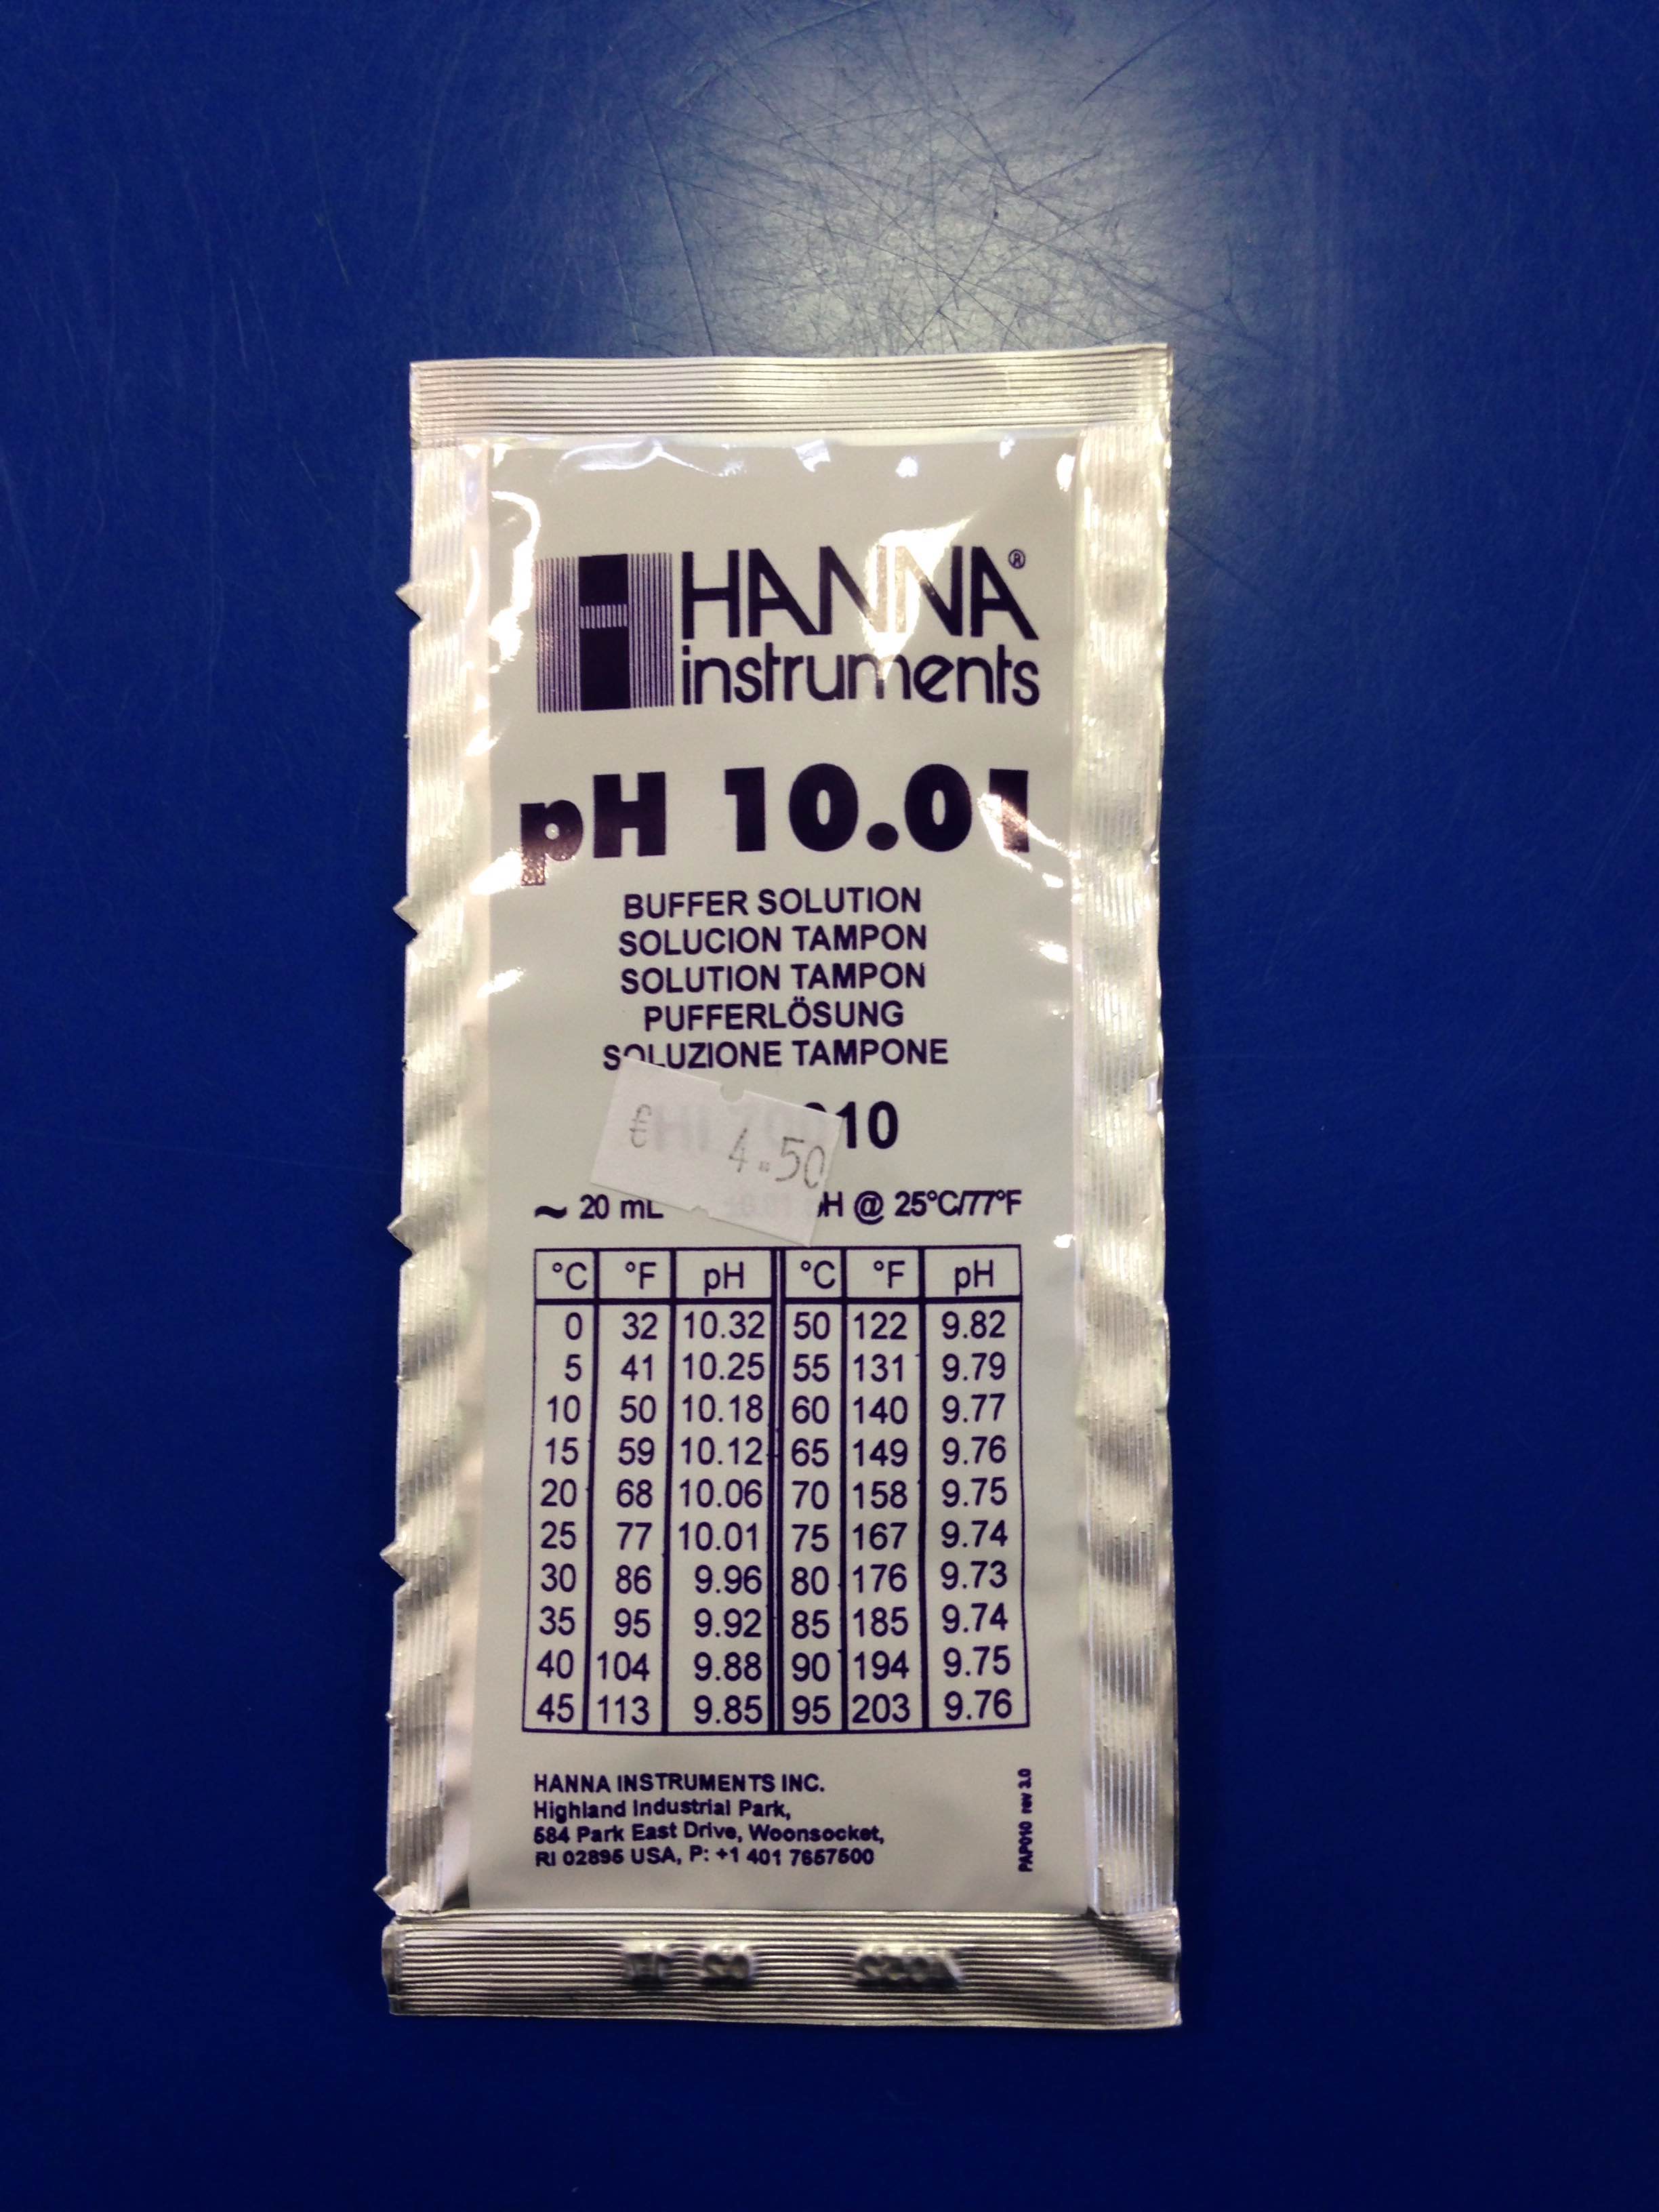 HANNA®
instruments
pH 10.01
BUFFER SOLUTION
SOLUCION TAMPON
SOLUTION TAMPON
PUFFERLÖSUNG
SOLUZIONE TAMPONE
€ 4.50
10
~ 20 mL pH @ 25°C/77°F
°C °F pH °C °F pH
0 32 10.32 50 122 9.82
5 41 10.25 55 131 9.79
10 50 10.18 60 140 9.77
15 59 10.12 65 149 9.76
20 68 10.06 70 158 9.75
25 77 10.01 75 167 9.74
30 86 9.96 80 176 9.73
35 95 9.92 85 185 9.74
40 104 9.88 90 194 9.75
45 113 9.85 95 203 9.76
HANNA INSTRUMENTS INC.
Highland Industrial Park,
584 Park East Drive, Woonsocket,
RI 02895 USA, P: +1 401 7657500
PAP010 rev 3.0